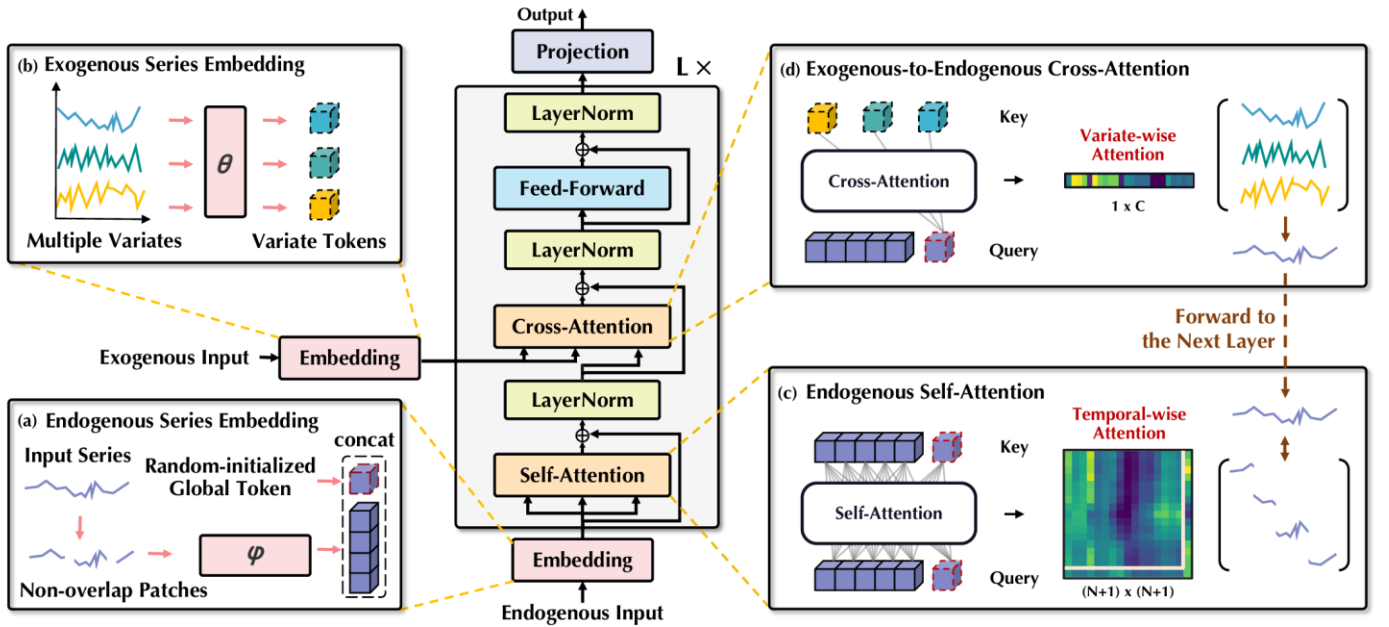 (b) Exogenous Series Embedding
θ
Multiple Variates
Variate Tokens
Exogenous Input
Embedding
(a) Endogenous Series Embedding
Input Series
concat
Random-initialized
Global Token
φ
Non-overlap Patches
Output
Projection
L ×
LayerNorm
Feed-Forward
LayerNorm
Cross-Attention
LayerNorm
Self-Attention
Embedding
Endogenous Input
(d) Exogenous-to-Endogenous Cross-Attention
Key
Cross-Attention
Query
Variate-wise
Attention
1 x C
Forward to
the Next Layer
(c) Endogenous Self-Attention
Key
Self-Attention
Query
Temporal-wise
Attention
(N+1) x (N+1)